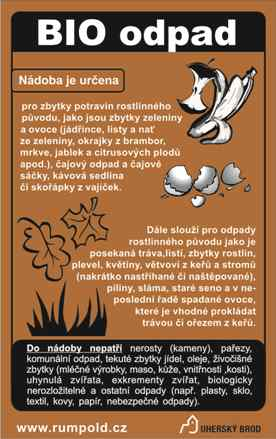 BIO odpad
Nádoba je určena
pro zbytky potravin rostlinného
původu, jako jsou zbytky zeleniny
a ovoce (jádřince, listy a nať
ze zeleniny, okrajky z brambor,
mrkve, jablek a citrusových plodů
apod.), čajový odpad a čajové
sáčky, kávová sedlina
či skořápky z vajíček.
Dále slouží pro odpady
rostlinného původu jako je
posekaná tráva,listí, zbytky rostlin,
plevel, květiny, větvoví z keřů a stromů
(nakrátko nastříhané či naštěpované),
piliny, sláma, staré seno a v ne-
poslední řadě spadané ovoce,
které je vhodné prokládat
trávou či ořezem z keřů.
Do nádoby nepatří nerosty (kameny), pařezy,
komunální odpad, tekuté zbytky jídel, oleje, živočišné
zbytky (mléčné výrobky, maso, kůže, vnitřnosti ,kosti),
uhynulá zvířata, exkrementy zvířat, biologicky
nerozložitelné a ostatní odpady (např. plasty, sklo,
textil, kovy, papír, nebezpečné odpady).
www.rumpold.cz
UHERSKÝ BROD